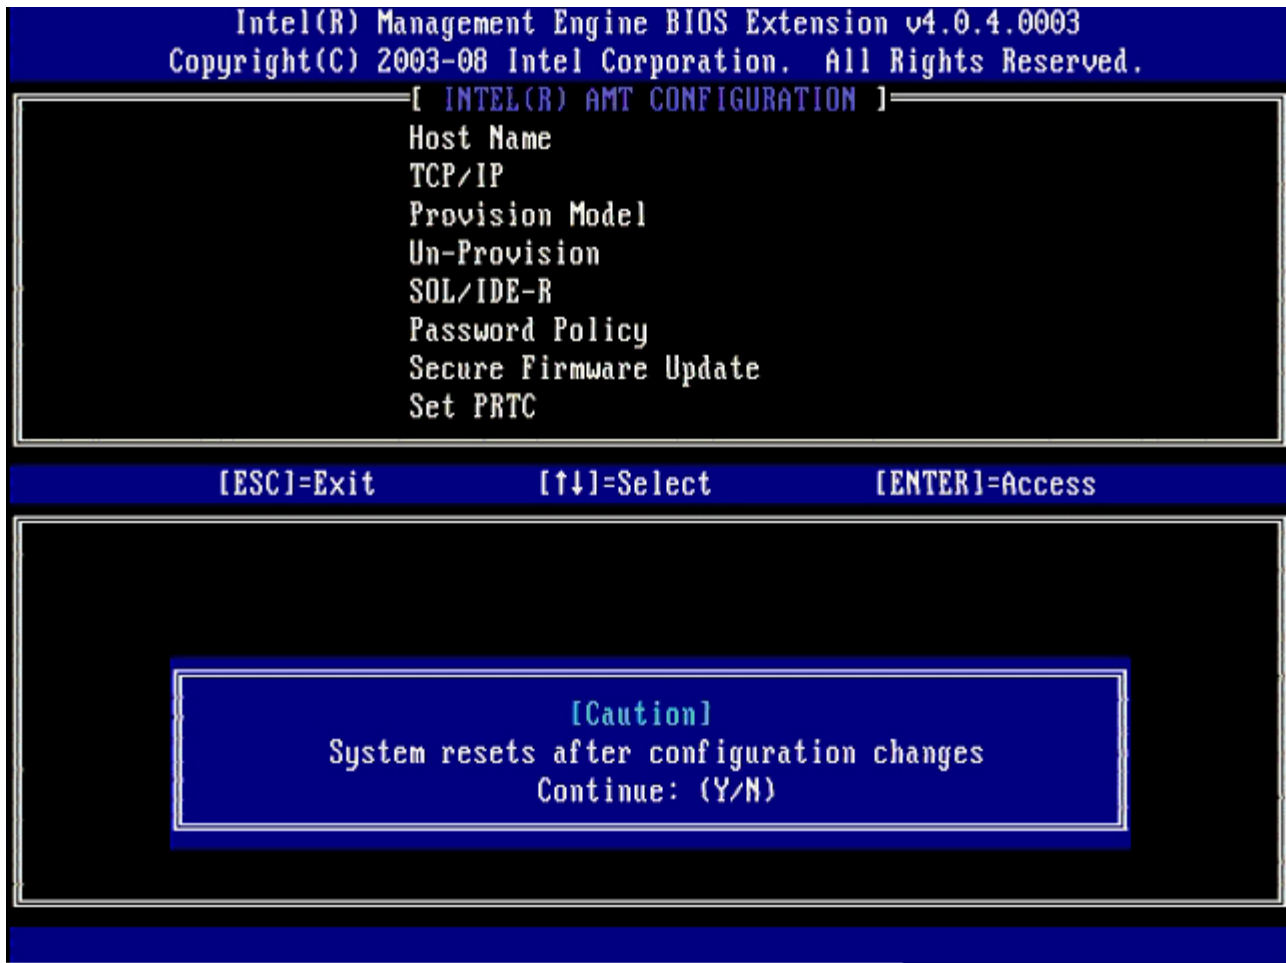 Intel(R) Management Engine BIOS Extension v4.0.4.0003
Copyright(C) 2003-08 Intel Corporation. All Rights Reserved.
[ INTEL(R) AMT CONFIGURATION ]
Host Name
TCP/IP
Provision Model
Un-Provision
SOL/IDE-R
Password Policy
Secure Firmware Update
Set PRTC
[ESC]=Exit [↑↓]=Select [ENTER]=Access
[Caution]
System resets after configuration changes
Continue: (Y/N)